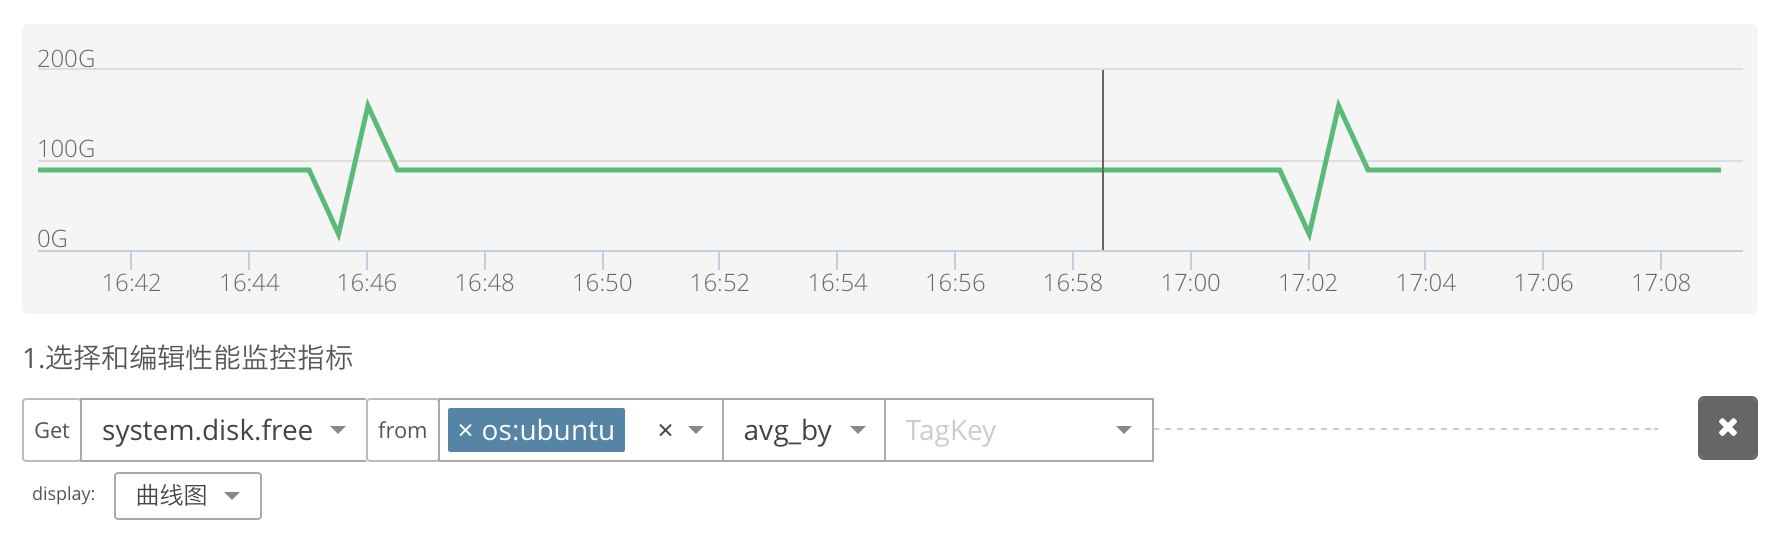 200G
100G
0G
16:42 16:44 16:46 16:48 16:50 16:52 16:54 16:56 16:58 17:00 17:02 17:04 17:06 17:08
1.选择和编辑性能监控指标
Get system.disk.free from × os:ubuntu × avg_by TagKey
display: 曲线图